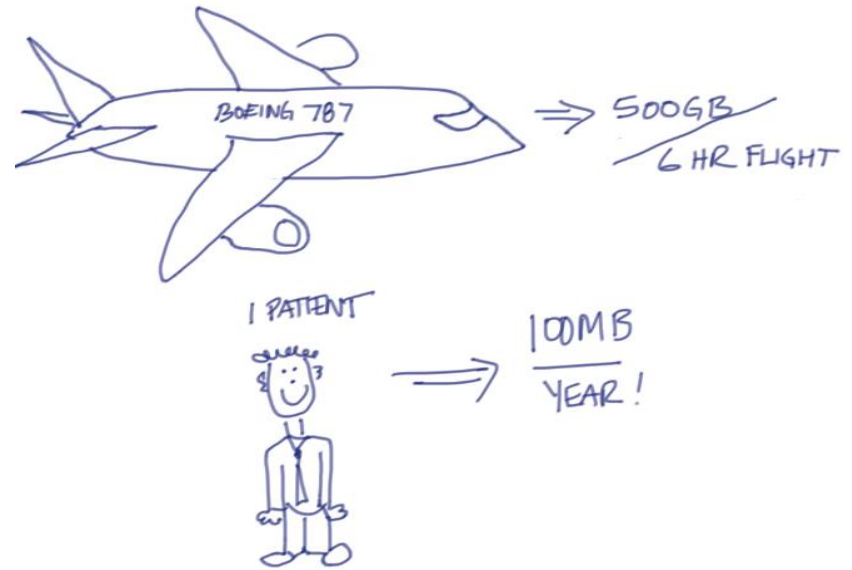 BOEING 787
500GB
6 HR FLIGHT
1 PATIENT
100MB
YEAR!